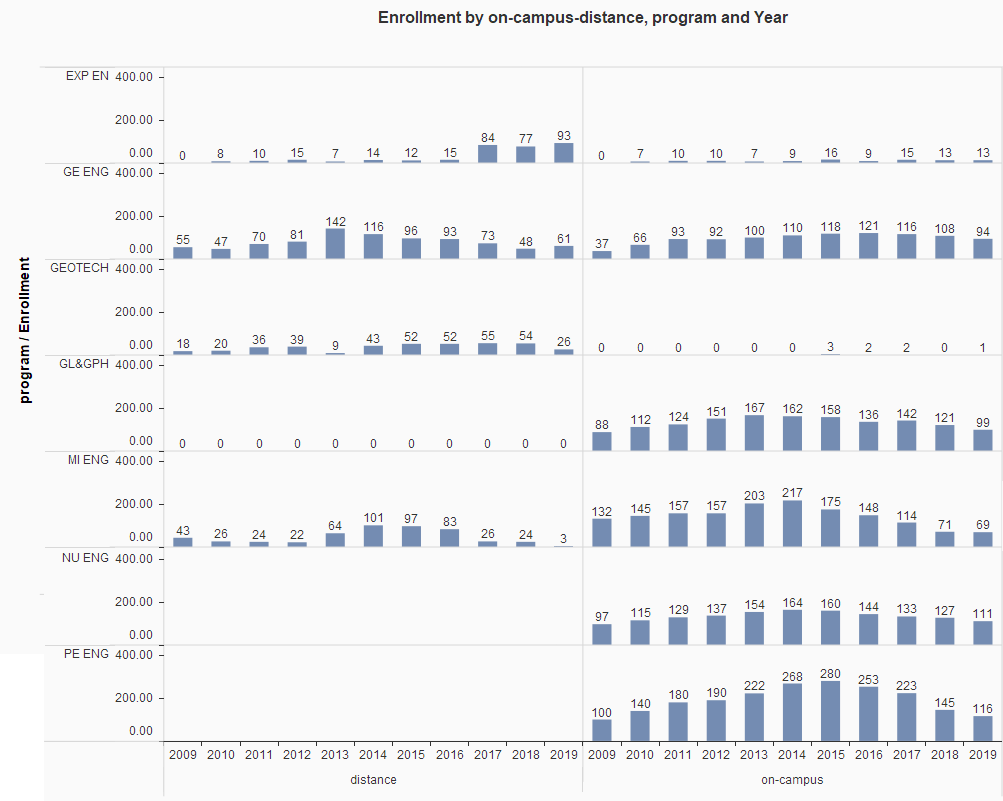 Enrollment by on-campus-distance, program and Year
program / Enrollment
EXP EN 400.00
200.00
0.00
0 8 10 15 7 14 12 15 84 77 93 0 7 10 10 7 9 16 9 15 13 13
GE ENG 400.00
200.00
0.00
55 47 70 81 142 116 96 93 73 48 61 37 66 93 92 100 110 118 121 116 108 94
GEOTECH 400.00
200.00
0.00
18 20 36 39 9 43 52 52 55 54 26 0 0 0 0 0 0 3 2 2 0 1
GL&GPH 400.00
200.00
0.00
0 0 0 0 0 0 0 0 0 0 0 88 112 124 151 167 162 158 136 142 121 99
MI ENG 400.00
200.00
0.00
43 26 24 22 64 101 97 83 26 24 3 132 145 157 157 203 217 175 148 114 71 69
NU ENG 400.00
200.00
0.00
97 115 129 137 154 164 160 144 133 127 111
PE ENG 400.00
200.00
0.00
100 140 180 190 222 268 280 253 223 145 116
2009 2010 2011 2012 2013 2014 2015 2016 2017 2018 2019 2009 2010 2011 2012 2013 2014 2015 2016 2017 2018 2019
distance on-campus